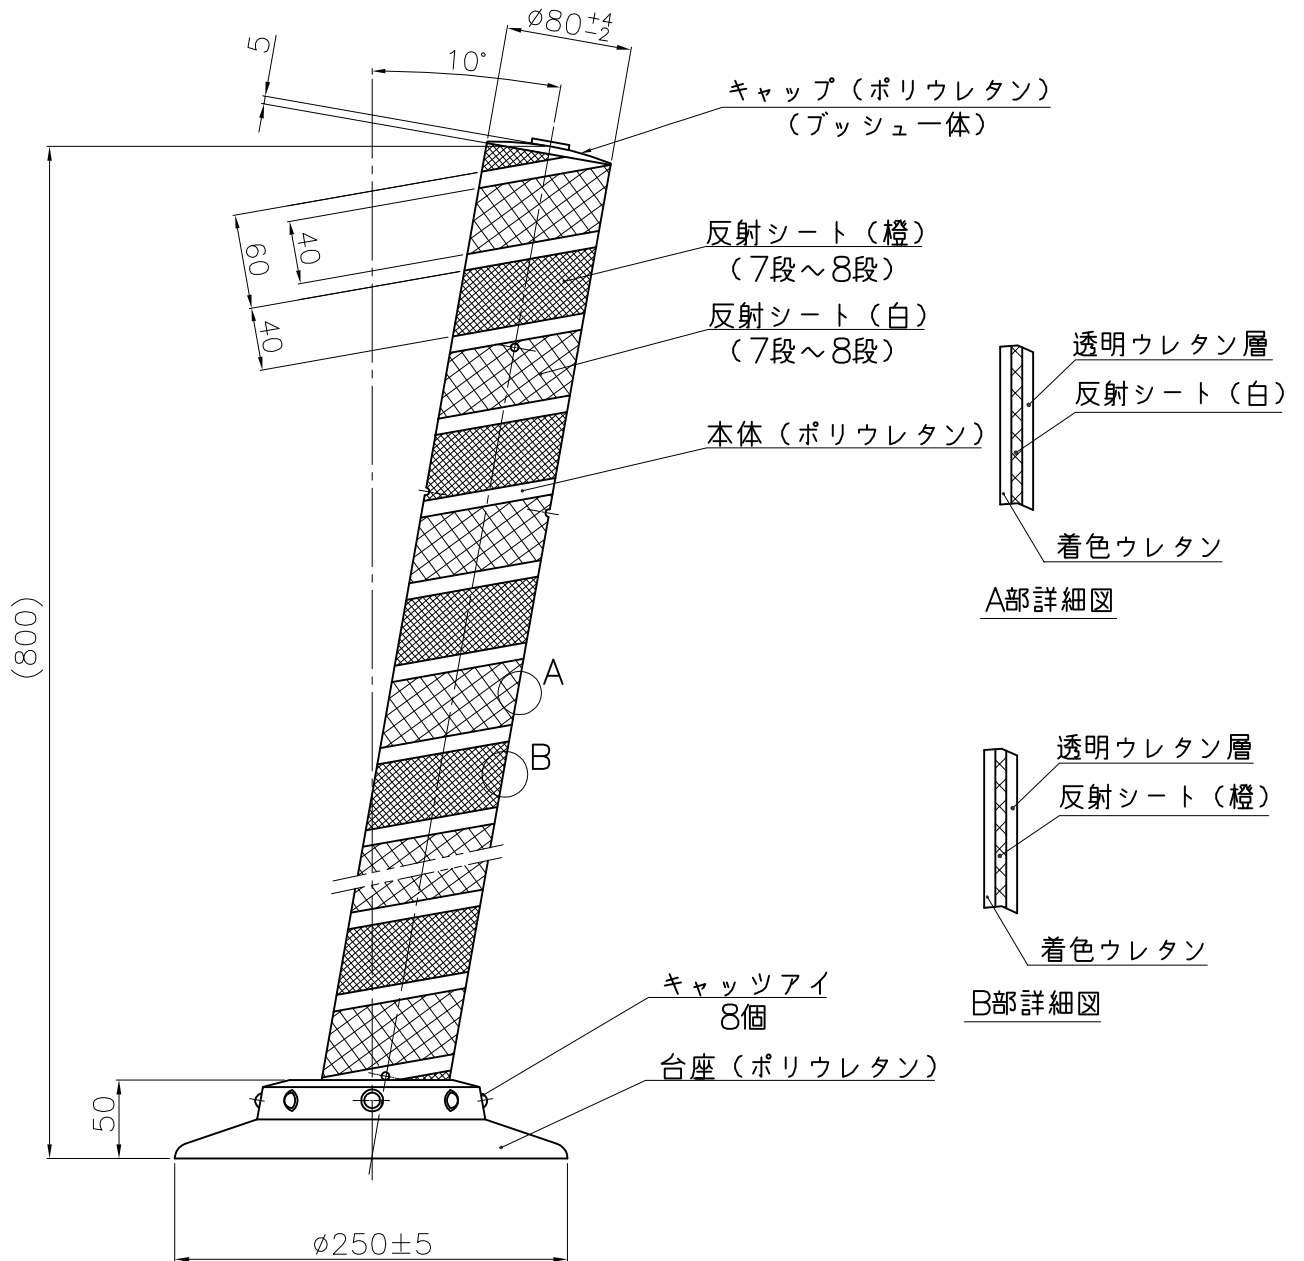 φ80+4-2
5
10°
キャップ（ポリウレタン）
（ブッシュ一体）
反射シート（橙）
（7段～8段）
反射シート（白）
（7段～8段）
60
40
40
本体（ポリウレタン）
透明ウレタン層
反射シート（白）
着色ウレタン
A部詳細図
(800)
A
B
透明ウレタン層
反射シート（橙）
着色ウレタン
B部詳細図
キャッツアイ
8個
台座（ポリウレタン）
50
φ250±5